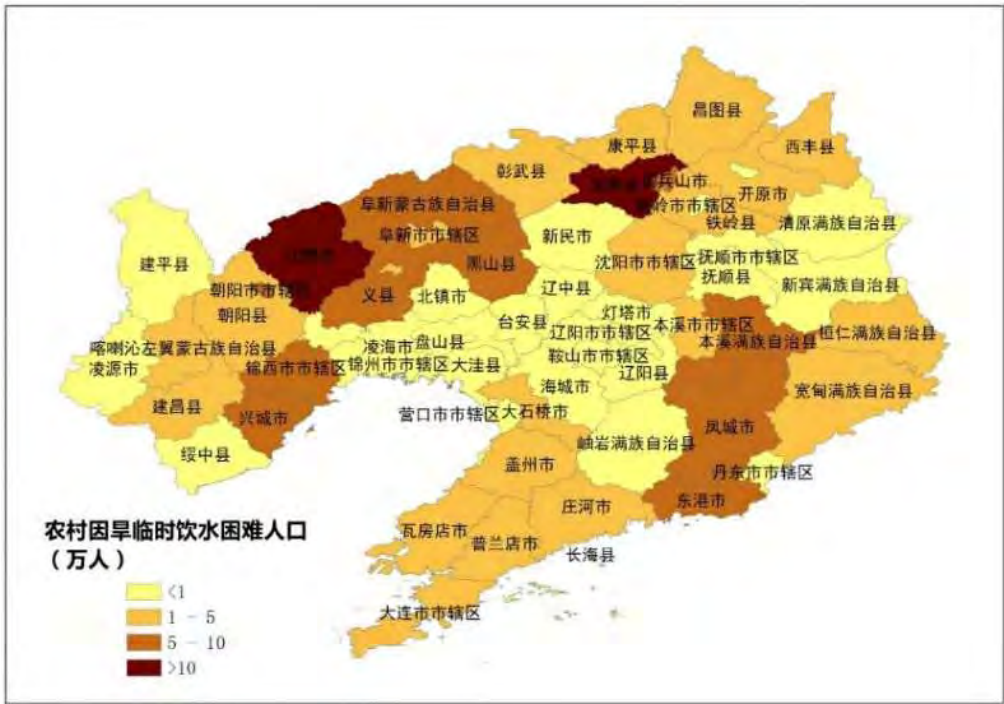 昌图县
康平县
西丰县
彭武县
兵山市
开原市
岭市市辖区
阜新蒙古族自治县
铁岭县
清原满族自治县
阜新市市辖区
新民市
沈阳市市辖区
抚顺市市辖区
黑山县
建平县
抚顺县
新宾满族自治县
朝阳市市辖区
义县
北镇市
辽中县
朝阳县
台安县
灯塔市
辽阳市市辖区
本溪市市辖区
桓仁满族自治县
盘山县
本溪满族自治县
喀喇沁左翼蒙古族自治县
凌海市
鞍山市市辖区
凌源市
锦西市市辖区
锦州市市辖区
大洼县
辽阳县
海城市
宽甸满族自治县
建昌县
兴城市
营口市市辖区
大石桥市
凤城市
岫岩满族自治县
绥中县
盖州市
丹东市市辖区
东港市
庄河市
瓦房店市
普兰店市
长海县
大连市市辖区
农村因旱临时饮水困难人口
（万人）
<1
1 - 5
5 - 10
>10